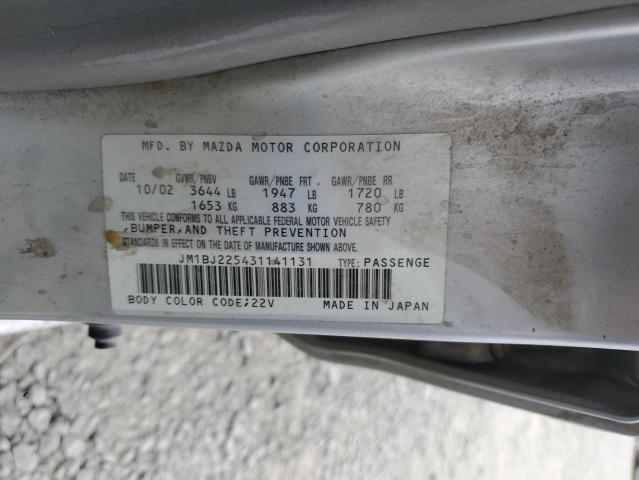 MFD. BY MAZDA MOTOR CORPORATION
DATE GVWR/PNBV GAWR/PNBE FRT GAWR/PNBE RR
10/02 3644 LB 1947 LB 1720 LB
1653 KG 883 KG 780 KG
THIS VEHICLE CONFORMS TO ALL APPLICABLE FEDERAL MOTOR VEHICLE SAFETY
,BUMPER,AND THEFT PREVENTION
STANDARDS IN EFFECT ON THE DATE OF MANUFACTURE SHOWN ABOVE.
JM1BJ225431141131 TYPE: PASSENGE
BODY COLOR CODE;22V MADE IN JAPAN